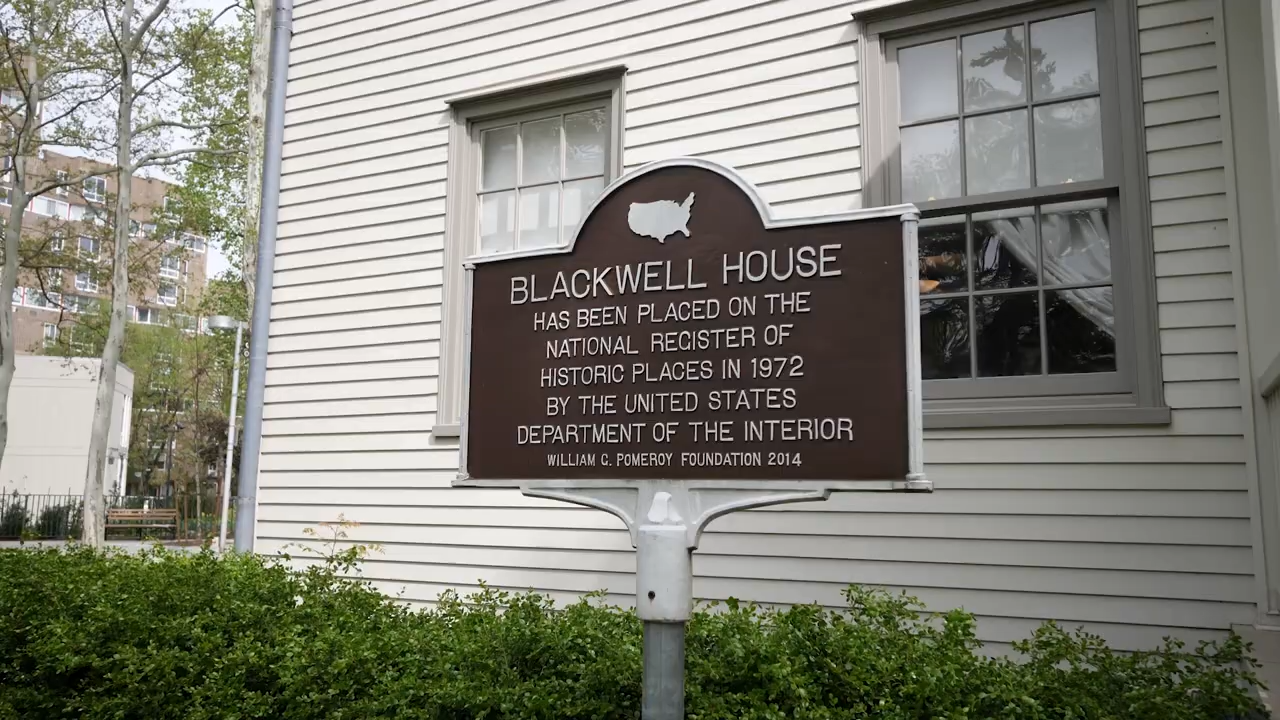 BLACKWELL HOUSE
HAS BEEN PLACED ON THE
NATIONAL REGISTER OF
HISTORIC PLACES IN 1972
BY THE UNITED STATES
DEPARTMENT OF THE INTERIOR
WILLIAM G. POMEROY FOUNDATION 2014